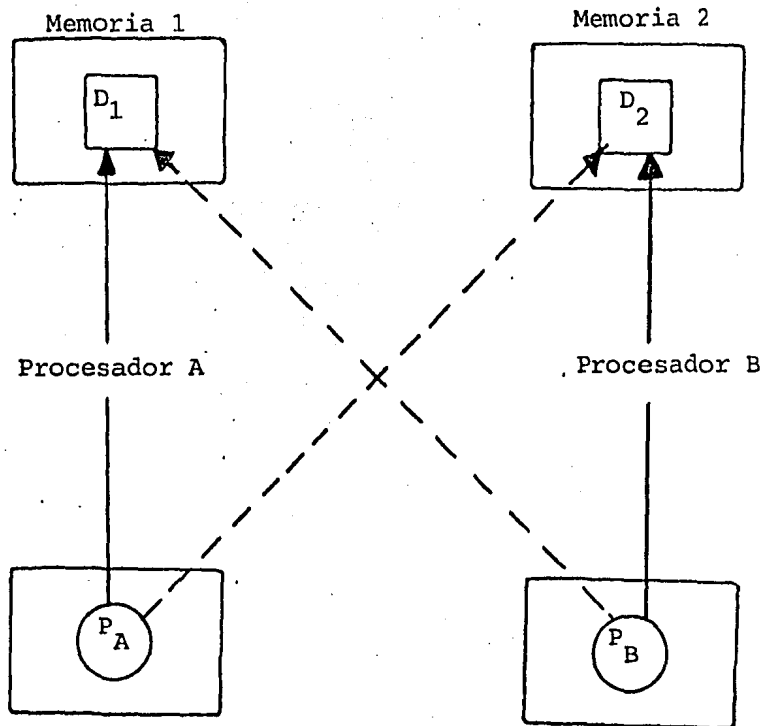 Memoria 1
Memoria 2
D1
D2
Procesador A
Procesador B
PA
PB